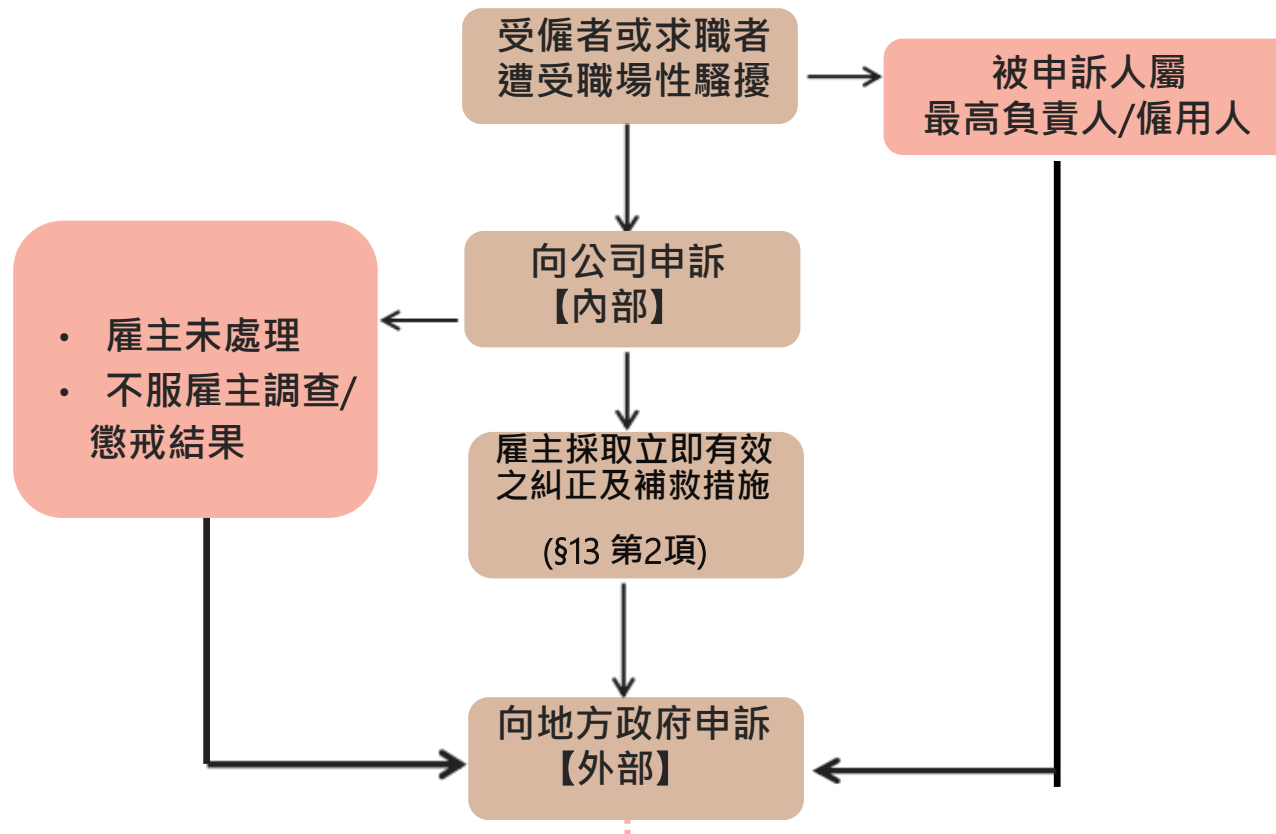 受僱者或求職者
遭受職場性騷擾
被申訴人屬
最高負責人/僱用人
向公司申訴
【內部】
• 雇主未處理
• 不服雇主調查/
懲戒結果
雇主採取立即有效
之糾正及補救措施
(§13 第2項)
向地方政府申訴
【外部】